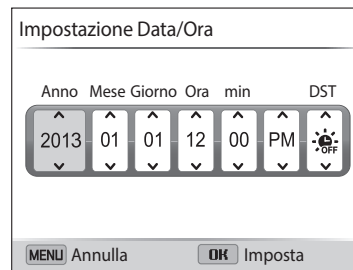 Impostazione Data/Ora
Anno Mese Giorno Ora min DST
2013 01 01 12 00 PM OFF
MENU Annulla OK Imposta